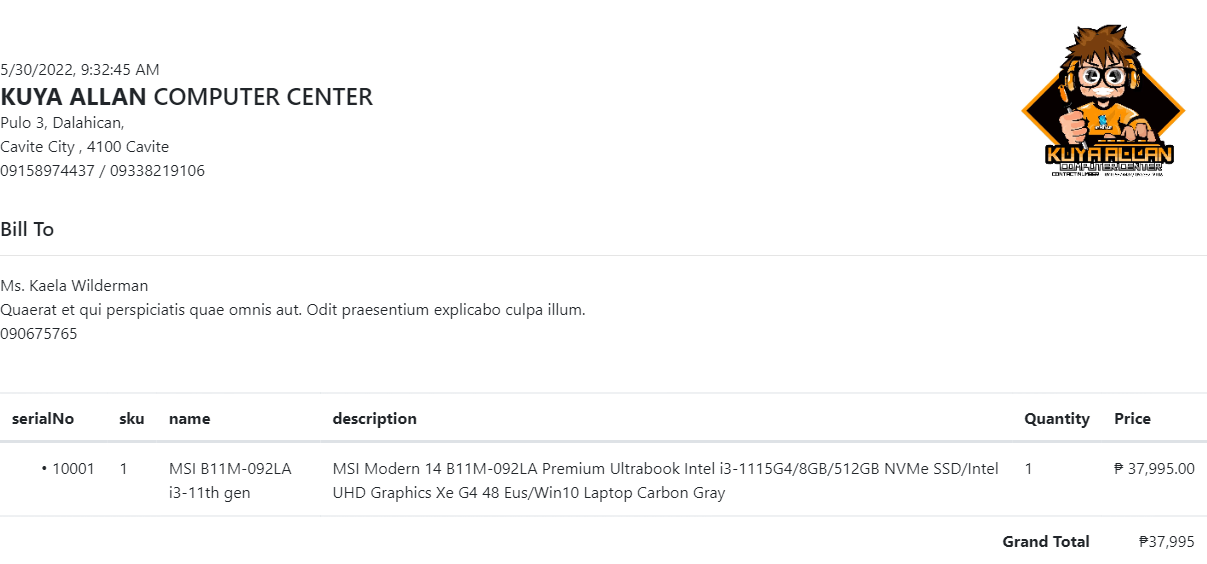 5/30/2022, 9:32:45 AM
KUYA ALLAN COMPUTER CENTER
Pulo 3, Dalahican,
Cavite City , 4100 Cavite
09158974437 / 09338219106
KUYA ALLAN
COMPUTER CENTER
CONTACT NUMBER
Bill To
Ms. Kaela Wilderman
Quaerat et qui perspiciatis quae omnis aut. Odit praesentium explicabo culpa illum.
090675765
serialNo sku name description Quantity Price
• 10001 1 MSI B11M-092LA MSI Modern 14 B11M-092LA Premium Ultrabook Intel i3-1115G4/8GB/512GB NVMe SSD/Intel 1 ₱ 37,995.00
i3-11th gen UHD Graphics Xe G4 48 Eus/Win10 Laptop Carbon Gray
Grand Total ₱37,995